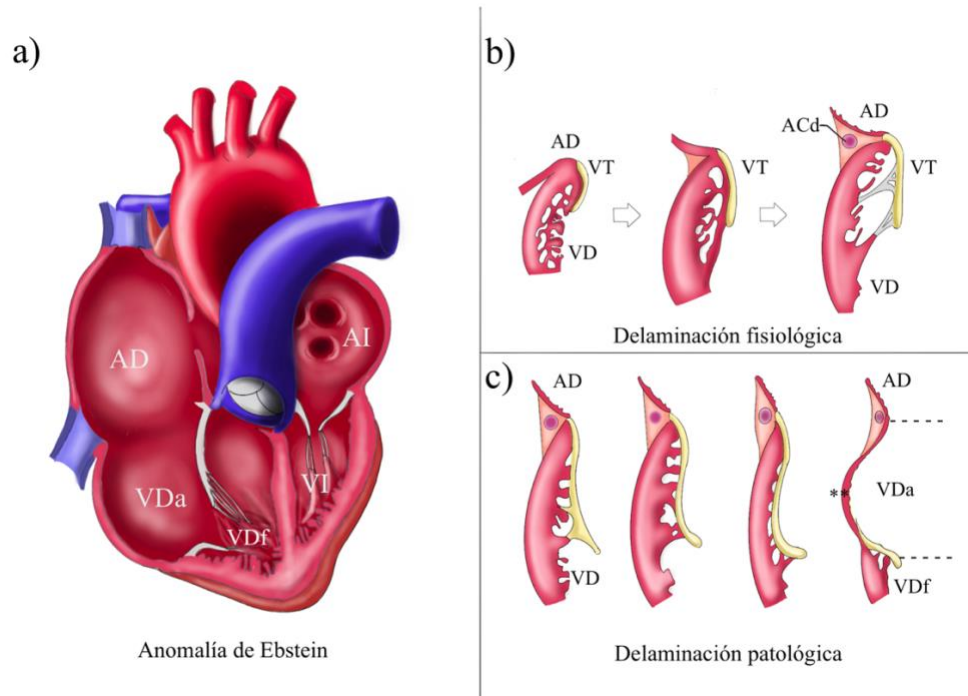 a)
AD
AI
VDa
VI
VDf
Anomalía de Ebstein
b)
AD
VT
VD
VT
AD
ACd
VT
VD
Delaminación fisiológica
c)
AD
VD
AD
**
VDa
VDf
Delaminación patológica